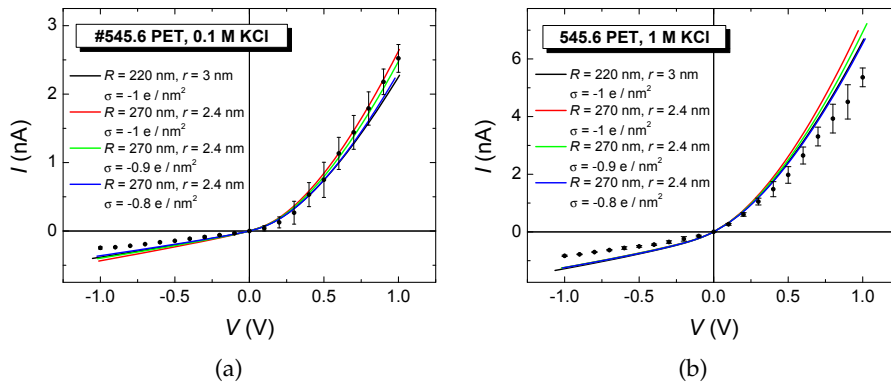 #545.6 PET, 0.1 M KCl
R = 220 nm, r = 3 nm
σ = -1 e / nm²
R = 270 nm, r = 2.4 nm
σ = -1 e / nm²
R = 270 nm, r = 2.4 nm
σ = -0.9 e / nm²
R = 270 nm, r = 2.4 nm
σ = -0.8 e / nm²
I (nA)
3
2
1
0
-1.0 -0.5 0.0 0.5 1.0
V (V)
(a)
545.6 PET, 1 M KCl
R = 220 nm, r = 3 nm
σ = -1 e / nm²
R = 270 nm, r = 2.4 nm
σ = -1 e / nm²
R = 270 nm, r = 2.4 nm
σ = -0.9 e / nm²
R = 270 nm, r = 2.4 nm
σ = -0.8 e / nm²
I (nA)
6
4
2
0
-1.0 -0.5 0.0 0.5 1.0
V (V)
(b)